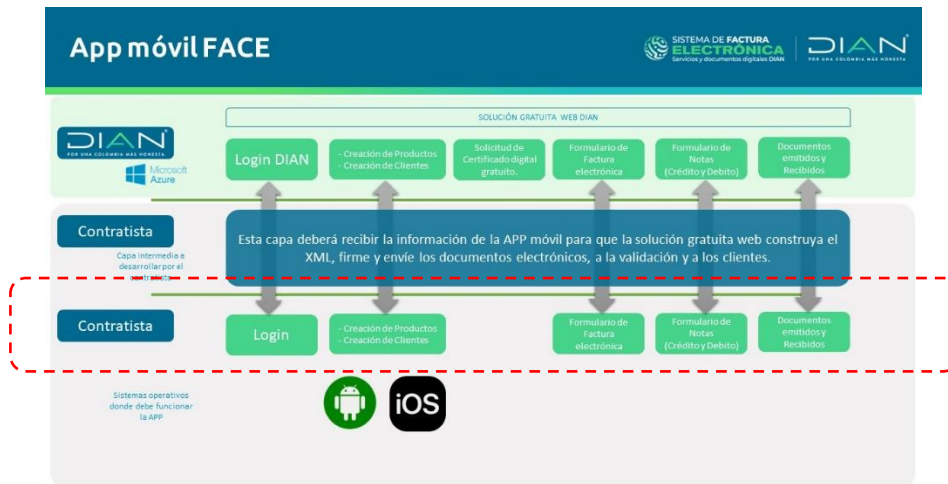 App móvil FACE
SISTEMA DE FACTURA
ELECTRÓNICA
Servicios y documentos digitales DIAN
DIAN
POR UNA COLOMBIA MÁS HONESTA
SOLUCIÓN GRATUITA WEB DIAN
DIAN
POR UNA COLOMBIA MÁS HONESTA
Microsoft
Azure
Login DIAN
- Creación de Productos
- Creación de Clientes
Solicitud de
Certificado digital
gratuito.
Formulario de
Factura
electrónica
Formulario de
Notas
(Crédito y Debito)
Documentos
emitidos y
Recibidos
Contratista
Capa intermedia a
desarrollar por el
contratista
Esta capa deberá recibir la información de la APP móvil para que la solución gratuita web construya el
XML, firme y envíe los documentos electrónicos, a la validación y a los clientes.
Contratista
Login
- Creación de Productos
- Creación de Clientes
Formulario de
Factura
electrónica
Formulario de
Notas
(Crédito y Debito)
Documentos
emitidos y
Recibidos
Sistemas operativos
donde debe funcionar
la APP
iOS